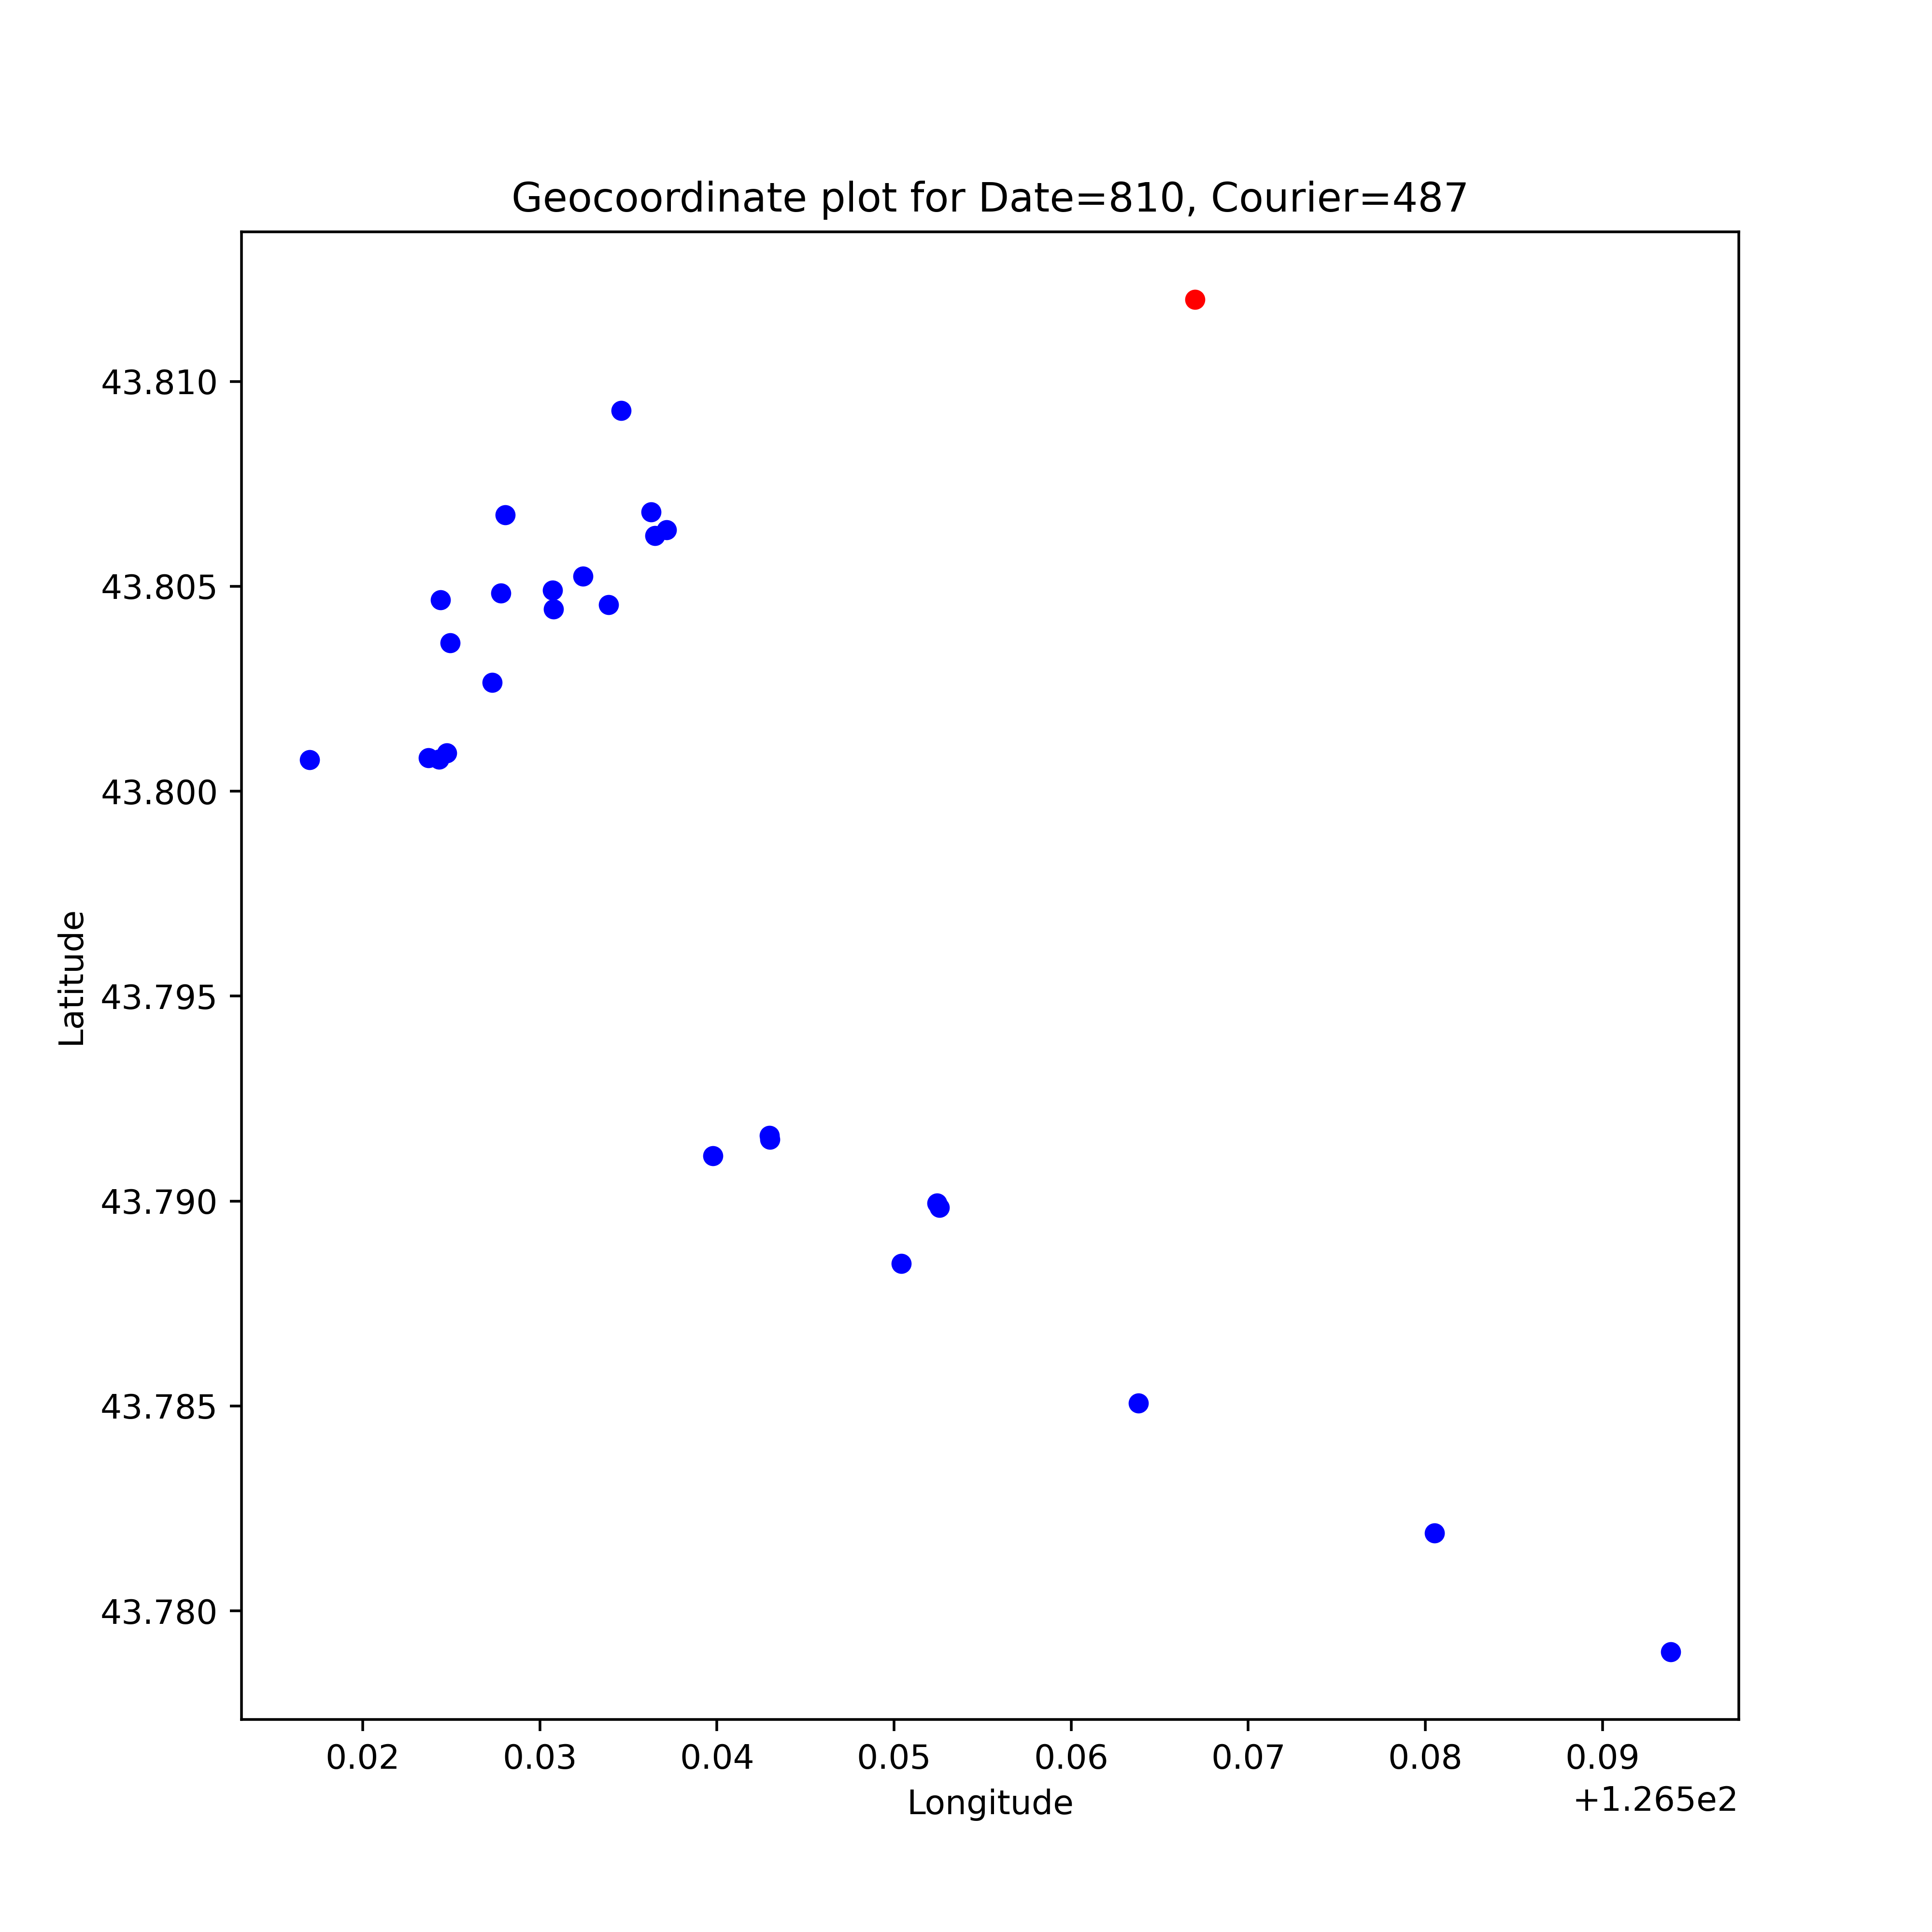 Geocoordinate plot for Date=810, Courier=487
43.810
43.805
43.800
43.795
43.790
43.785
43.780
Latitude
0.02 0.03 0.04 0.05 0.06 0.07 0.08 0.09
+1.265e2
Longitude